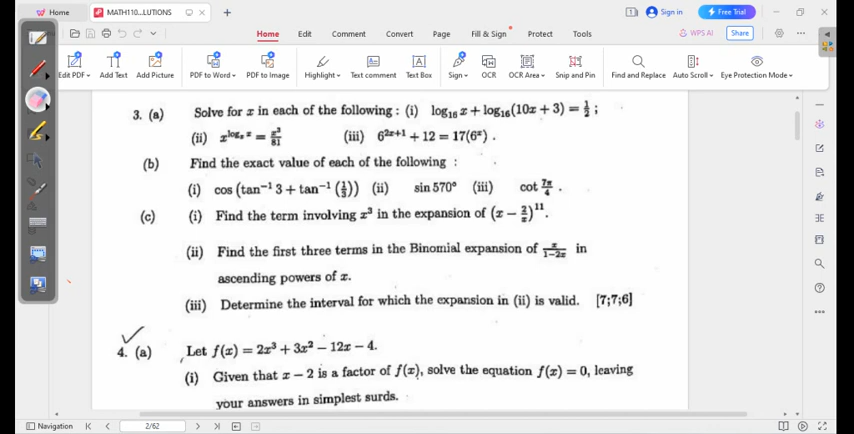 Home
MATH110...LUTIONS
Sign in
Free Trial
Home Edit Comment Convert Page Fill & Sign Protect Tools
WPS AI
Share
Edit PDF Add Text Add Picture PDF to Word PDF to Image Highlight Text comment Text Box Sign OCR OCR Area Snip and Pin Find and Replace Auto Scroll Eye Protection Mode
3. (a) Solve for x in each of the following : (i) log₁₆ x + log₁₆(10x + 3) = 1/2 ;
(ii) = x³/81 (iii) 6^(2x+1) + 12 = 17(6^x) .
(b) Find the exact value of each of the following :
(i) cos (tan⁻¹ 3 + tan⁻¹ (1/3)) (ii) sin 570° (iii) cot 7π/4 .
(c) (i) Find the term involving x³ in the expansion of (x − 2/x)¹¹.
(ii) Find the first three terms in the Binomial expansion of x/(1−2x) in
ascending powers of x.
(iii) Determine the interval for which the expansion in (ii) is valid. [7;7;6]
4. (a) Let f(x) = 2x³ + 3x² − 12x − 4.
(i) Given that x − 2 is a factor of f(x), solve the equation f(x) = 0, leaving
your answers in simplest surds.
Navigation 2/62